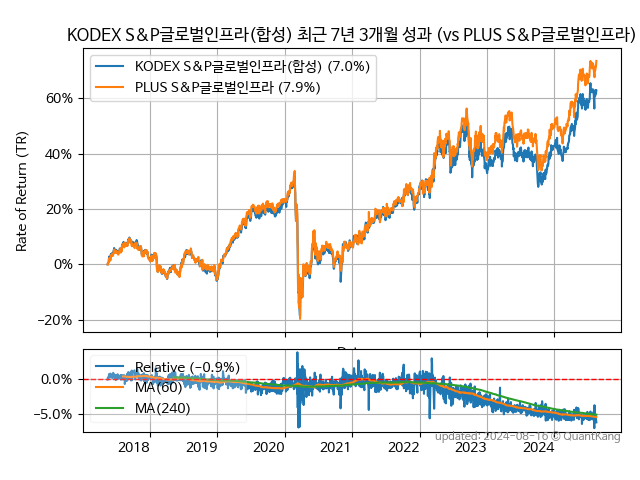 KODEX S&P글로벌인프라(합성) 최근 7년 3개월 성과 (vs PLUS S&P글로벌인프라)
KODEX S&P글로벌인프라(합성) (7.0%)
PLUS S&P글로벌인프라 (7.9%)
Rate of Return (TR)
60%
40%
20%
0%
−20%
Relative (−0.9%)
MA(60)
MA(240)
0.0%
−5.0%
updated: 2024-08-16 © QuantKang
2018
2019
2020
2021
2022
2023
2024